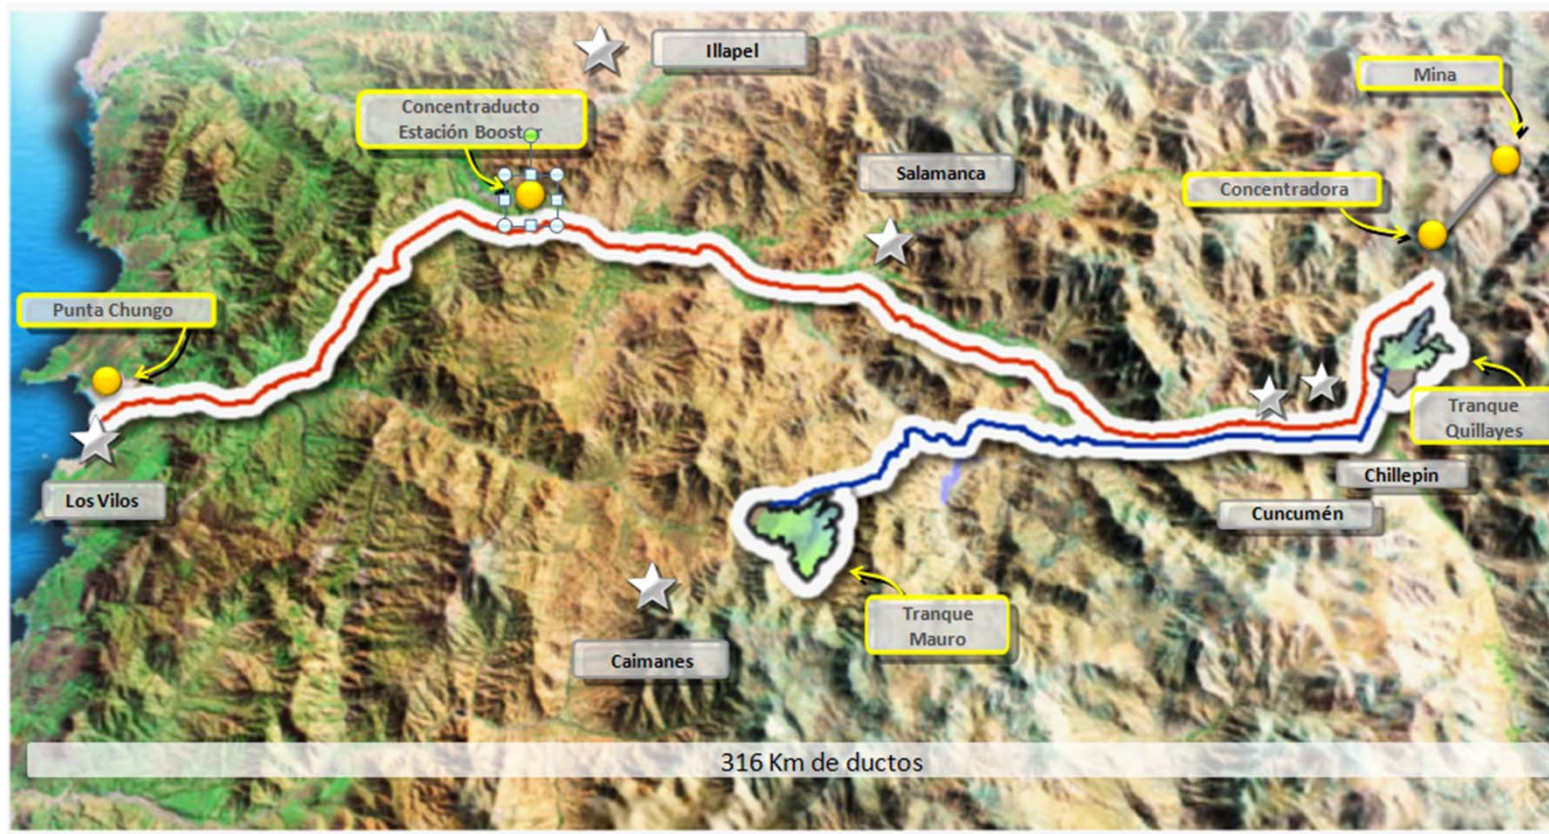 Illapel
Mina
Concentraducto
Estación Booster
Salamanca
Concentradora
Punta Chungo
Tranque
Quillayes
Chillepin
Los Vilos
Cuncumén
Tranque
Mauro
Caimanes
316 Km de ductos